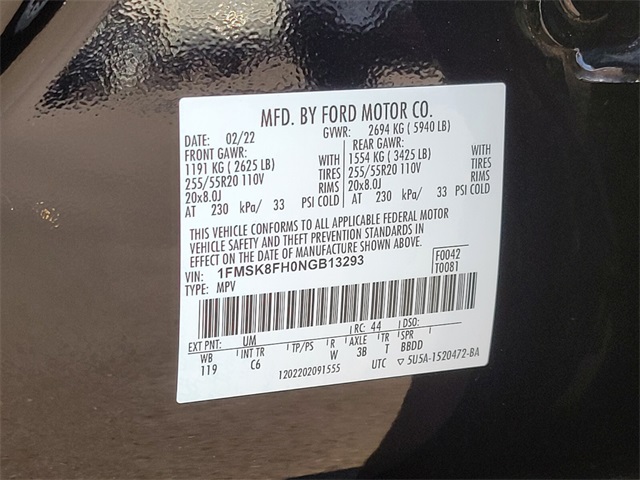 MFD. BY FORD MOTOR CO.
DATE: 02/22 GVWR: 2694 KG ( 5940 LB)
FRONT GAWR: REAR GAWR:
1191 KG ( 2625 LB) WITH 1554 KG ( 3425 LB) WITH
255/55R20 110V TIRES 255/55R20 110V TIRES
20x8.0J RIMS 20x8.0J RIMS
AT 230 kPa/ 33 PSI COLD AT 230 kPa/ 33 PSI COLD
THIS VEHICLE CONFORMS TO ALL APPLICABLE FEDERAL MOTOR
VEHICLE SAFETY AND THEFT PREVENTION STANDARDS IN
EFFECT ON THE DATE OF MANUFACTURE SHOWN ABOVE.
VIN: 1FMSK8FH0NGB13293 F0042
TYPE: MPV T0081
EXT PNT: UM RC: 44 DSO:
WB INT TR TP/PS R AXLE TR SPR
119 C6 W 3B T BBDD
1202202091555 UTC 5U5A-1520472-BA